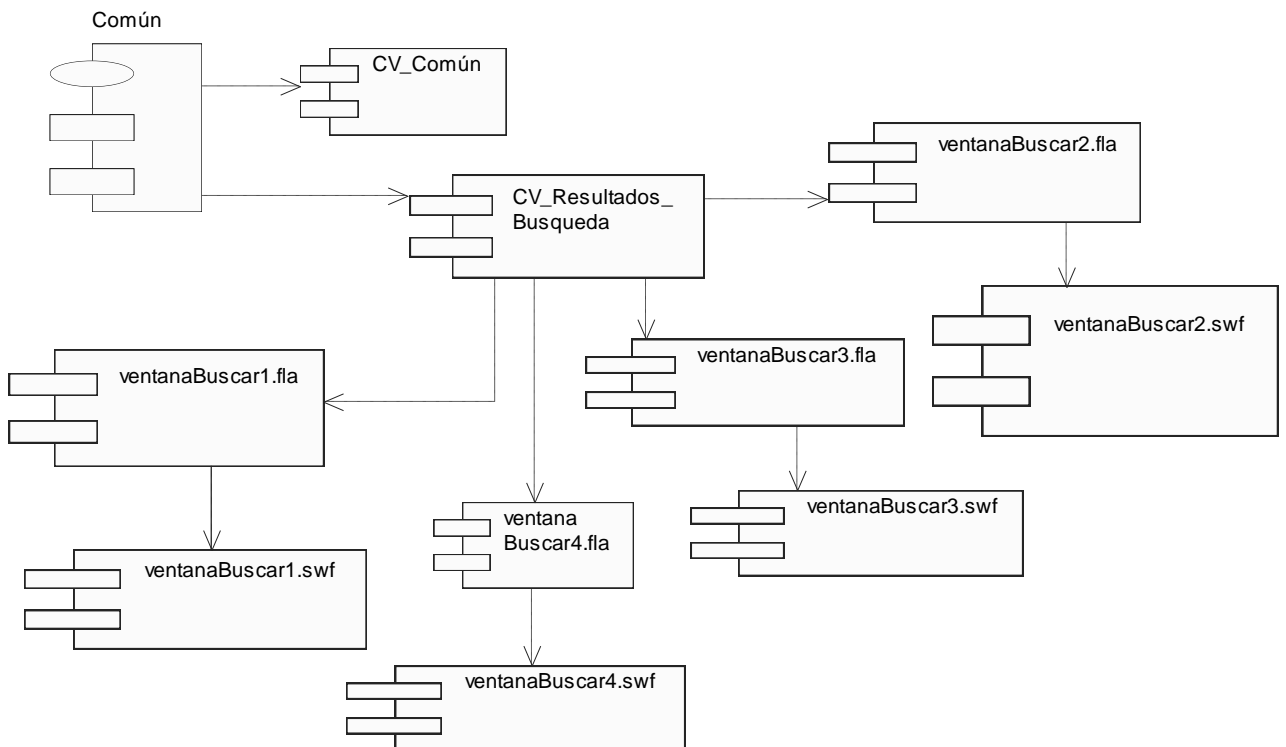 Común
CV_Común
ventanaBuscar2.fla
CV_Resultados_
Busqueda
ventanaBuscar2.swf
ventanaBuscar3.fla
ventanaBuscar1.fla
ventanaBuscar3.swf
ventana
Buscar4.fla
ventanaBuscar1.swf
ventanaBuscar4.swf